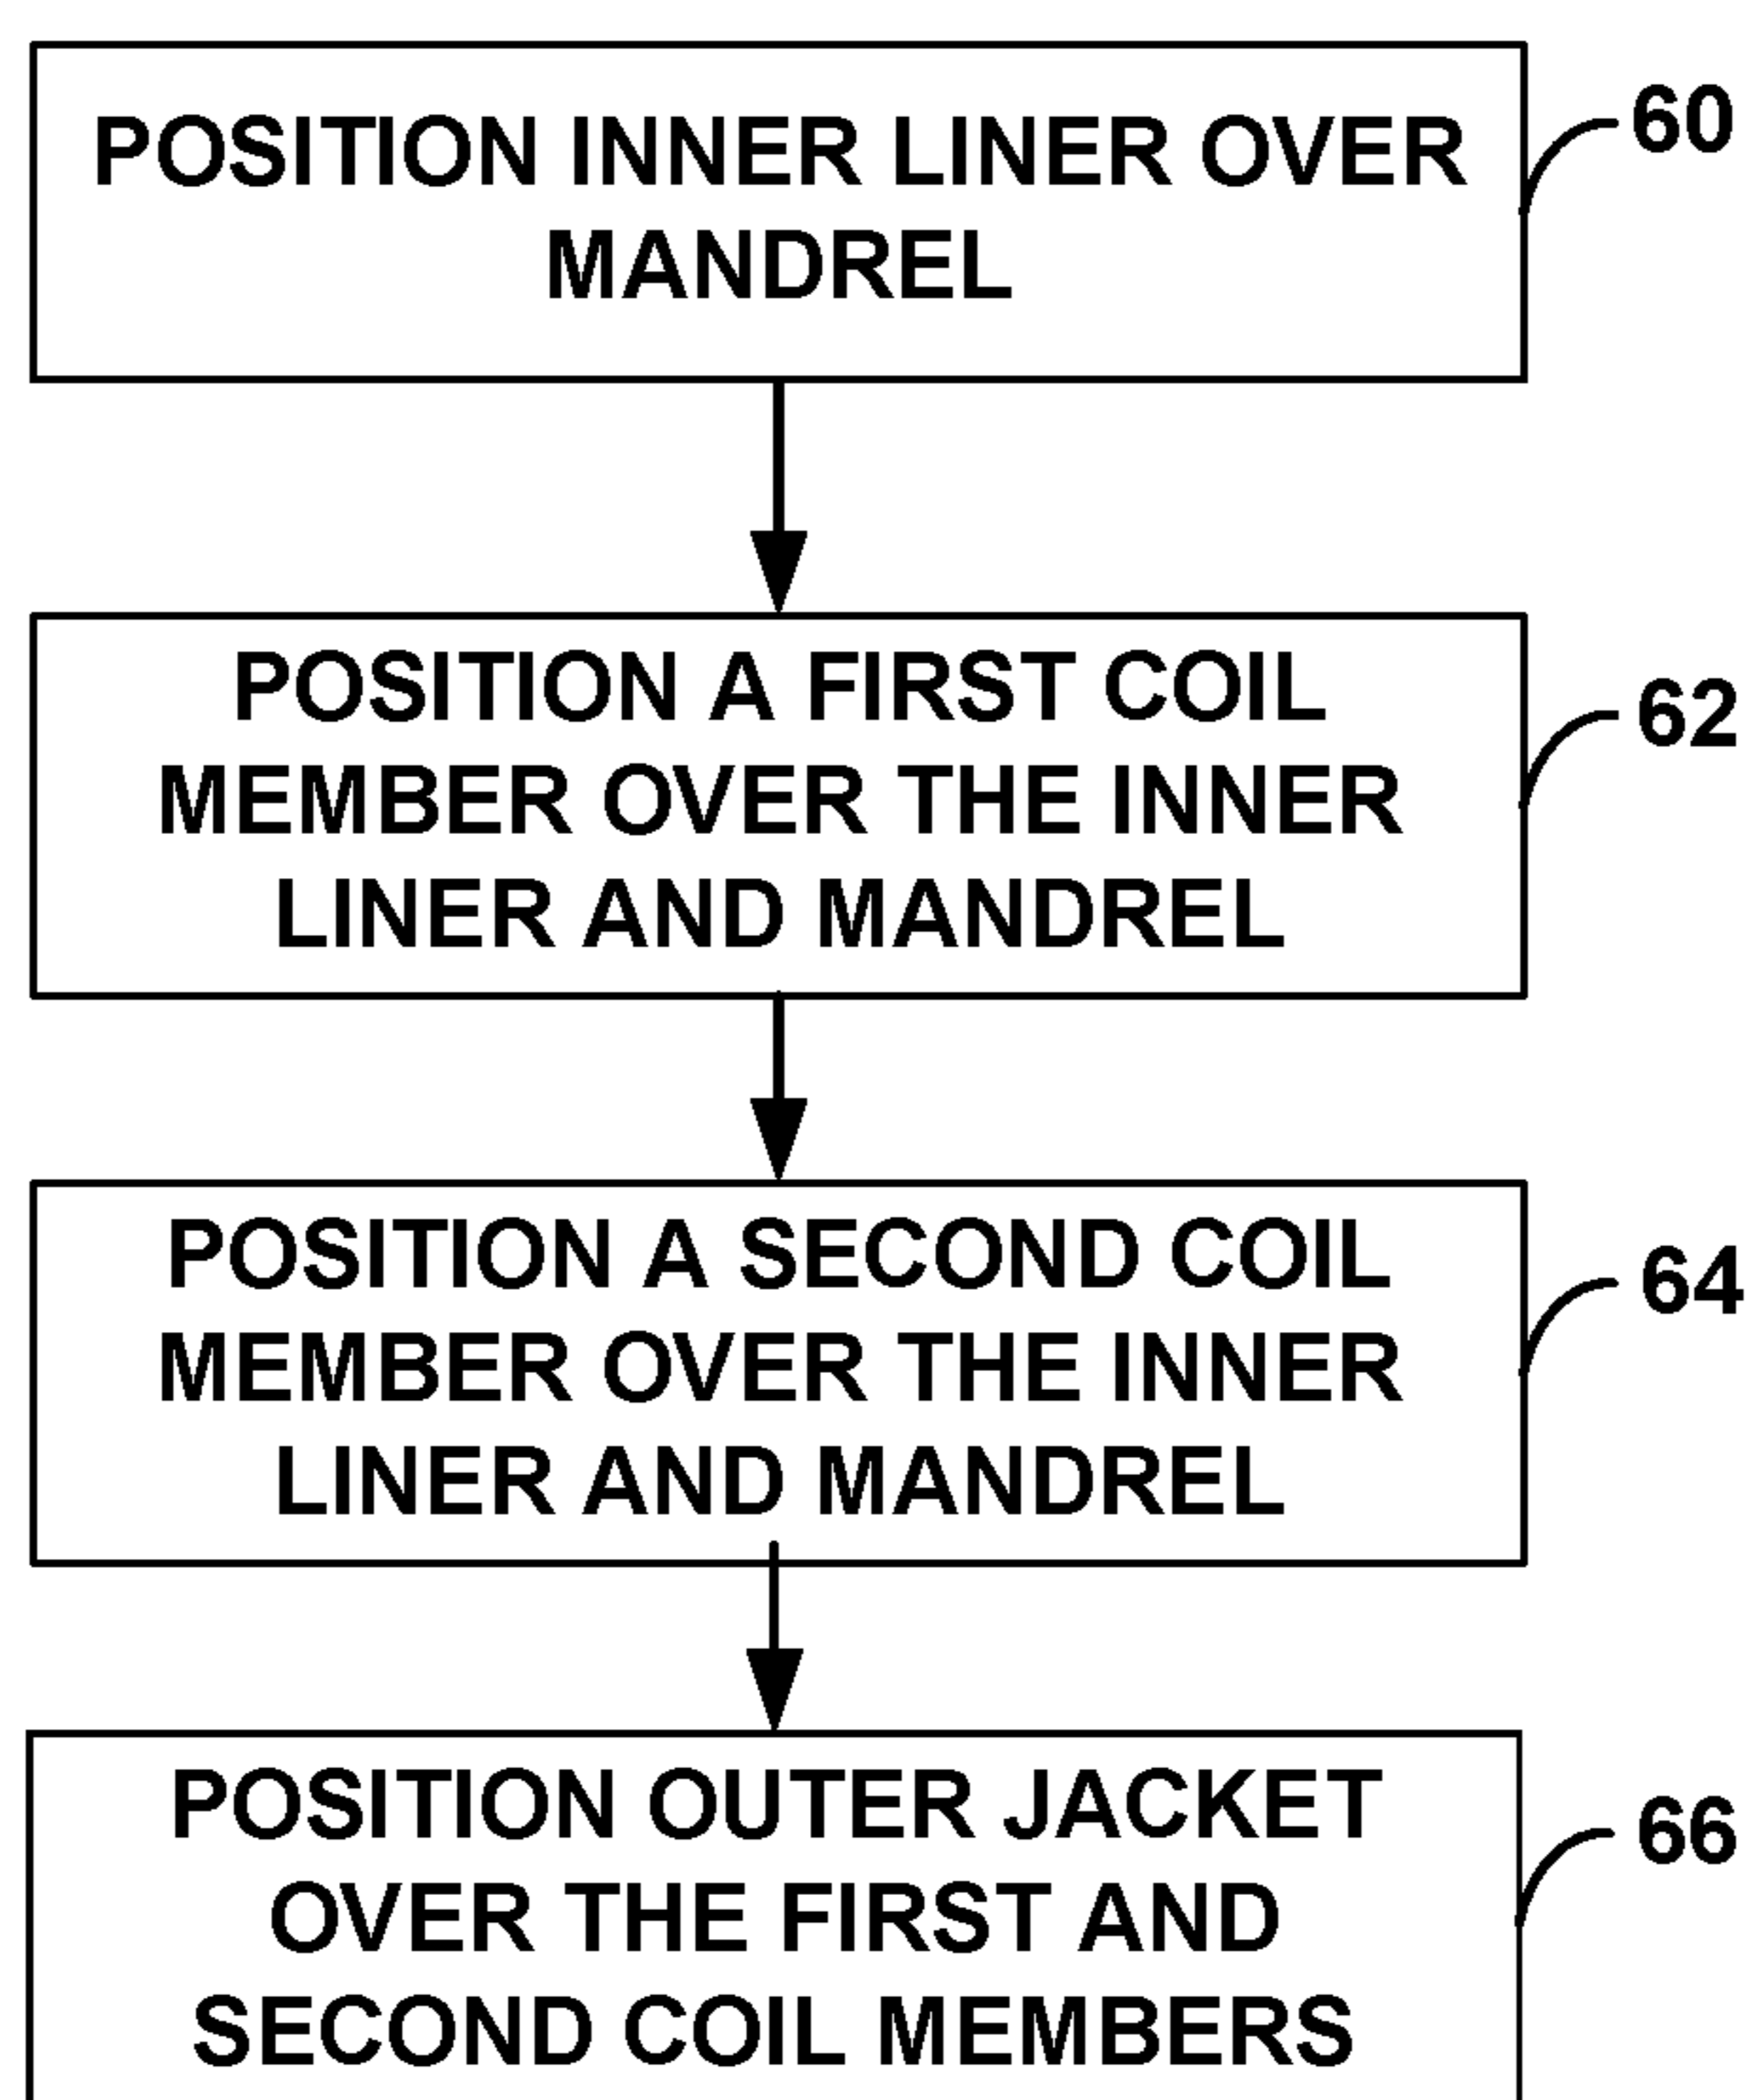 POSITION INNER LINER OVER
MANDREL
60
POSITION A FIRST COIL
MEMBER OVER THE INNER
LINER AND MANDREL
62
POSITION A SECOND COIL
MEMBER OVER THE INNER
LINER AND MANDREL
64
POSITION OUTER JACKET
OVER THE FIRST AND
SECOND COIL MEMBERS
66